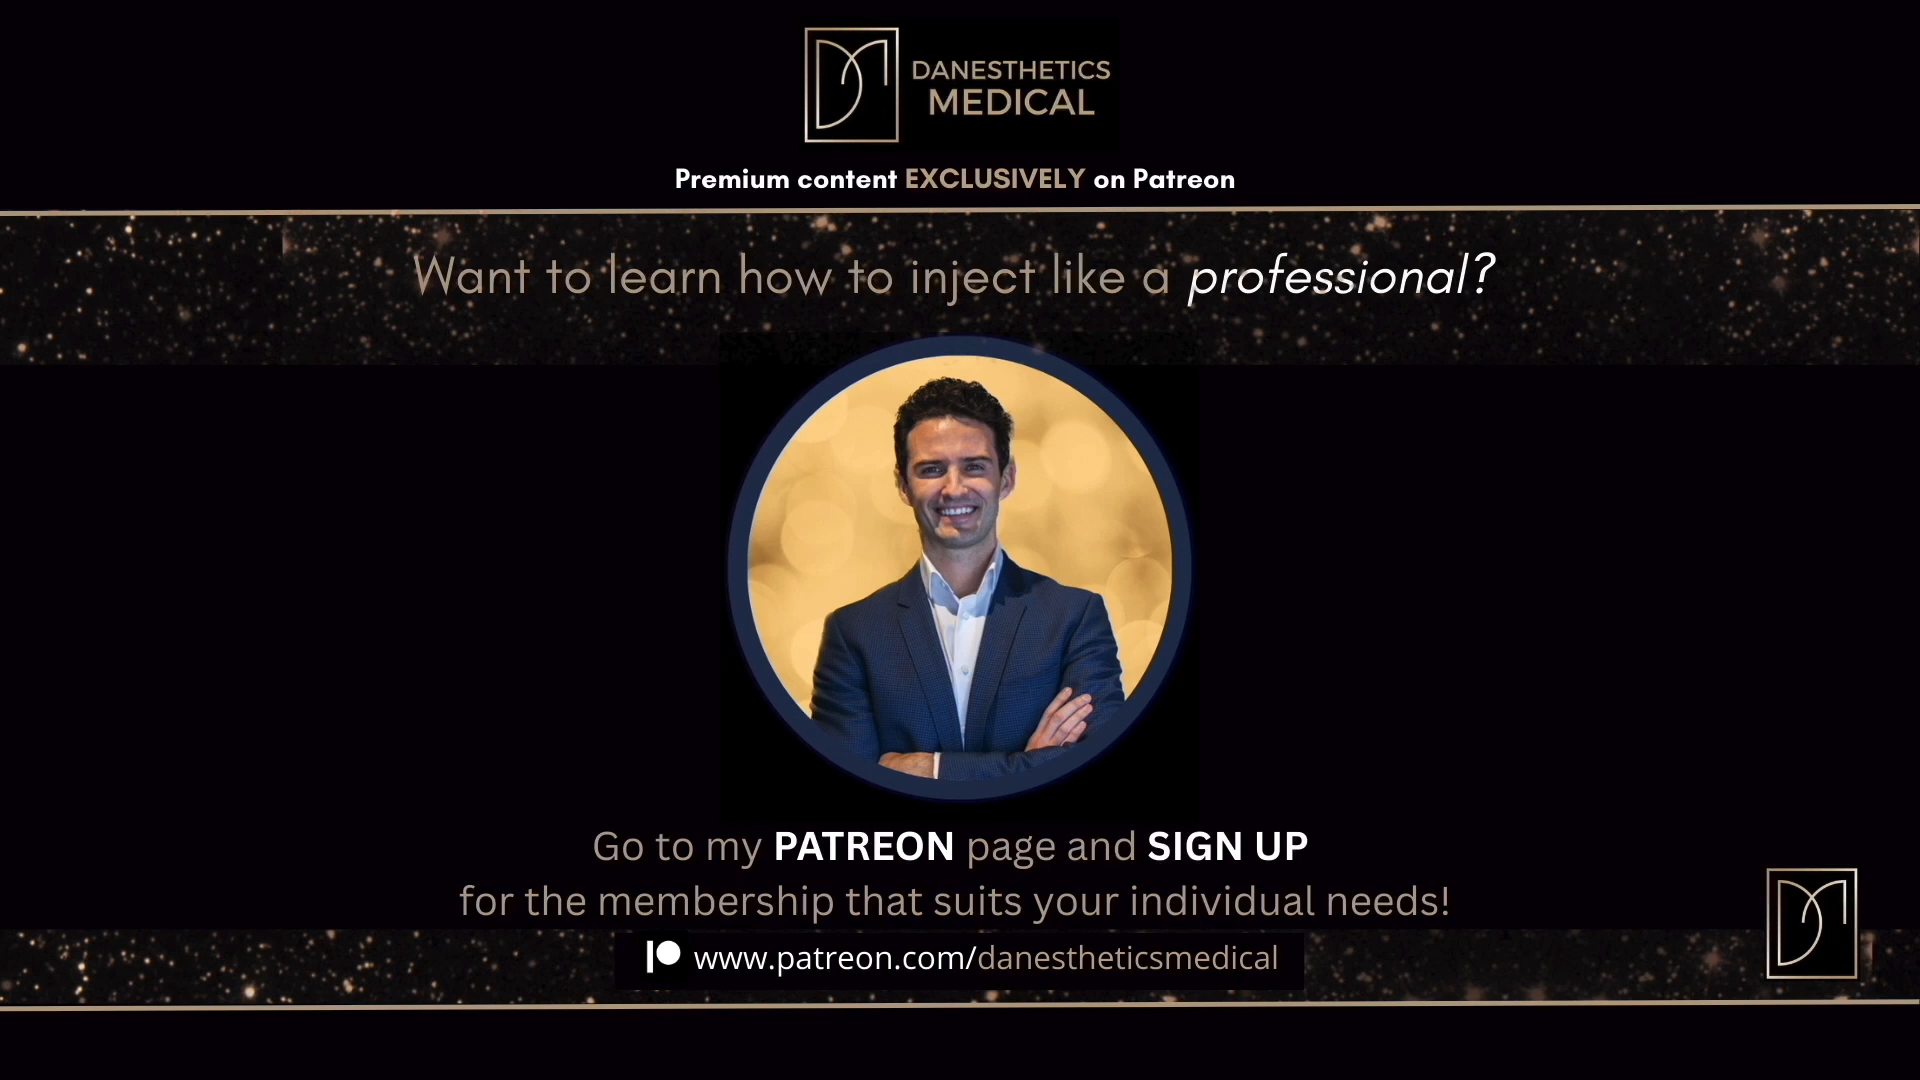 DANESTHETICS
MEDICAL
Premium content EXCLUSIVELY on Patreon
Want to learn how to inject like a professional?
Go to my PATREON page and SIGN UP
for the membership that suits your individual needs!
www.patreon.com/danestheticsmedical